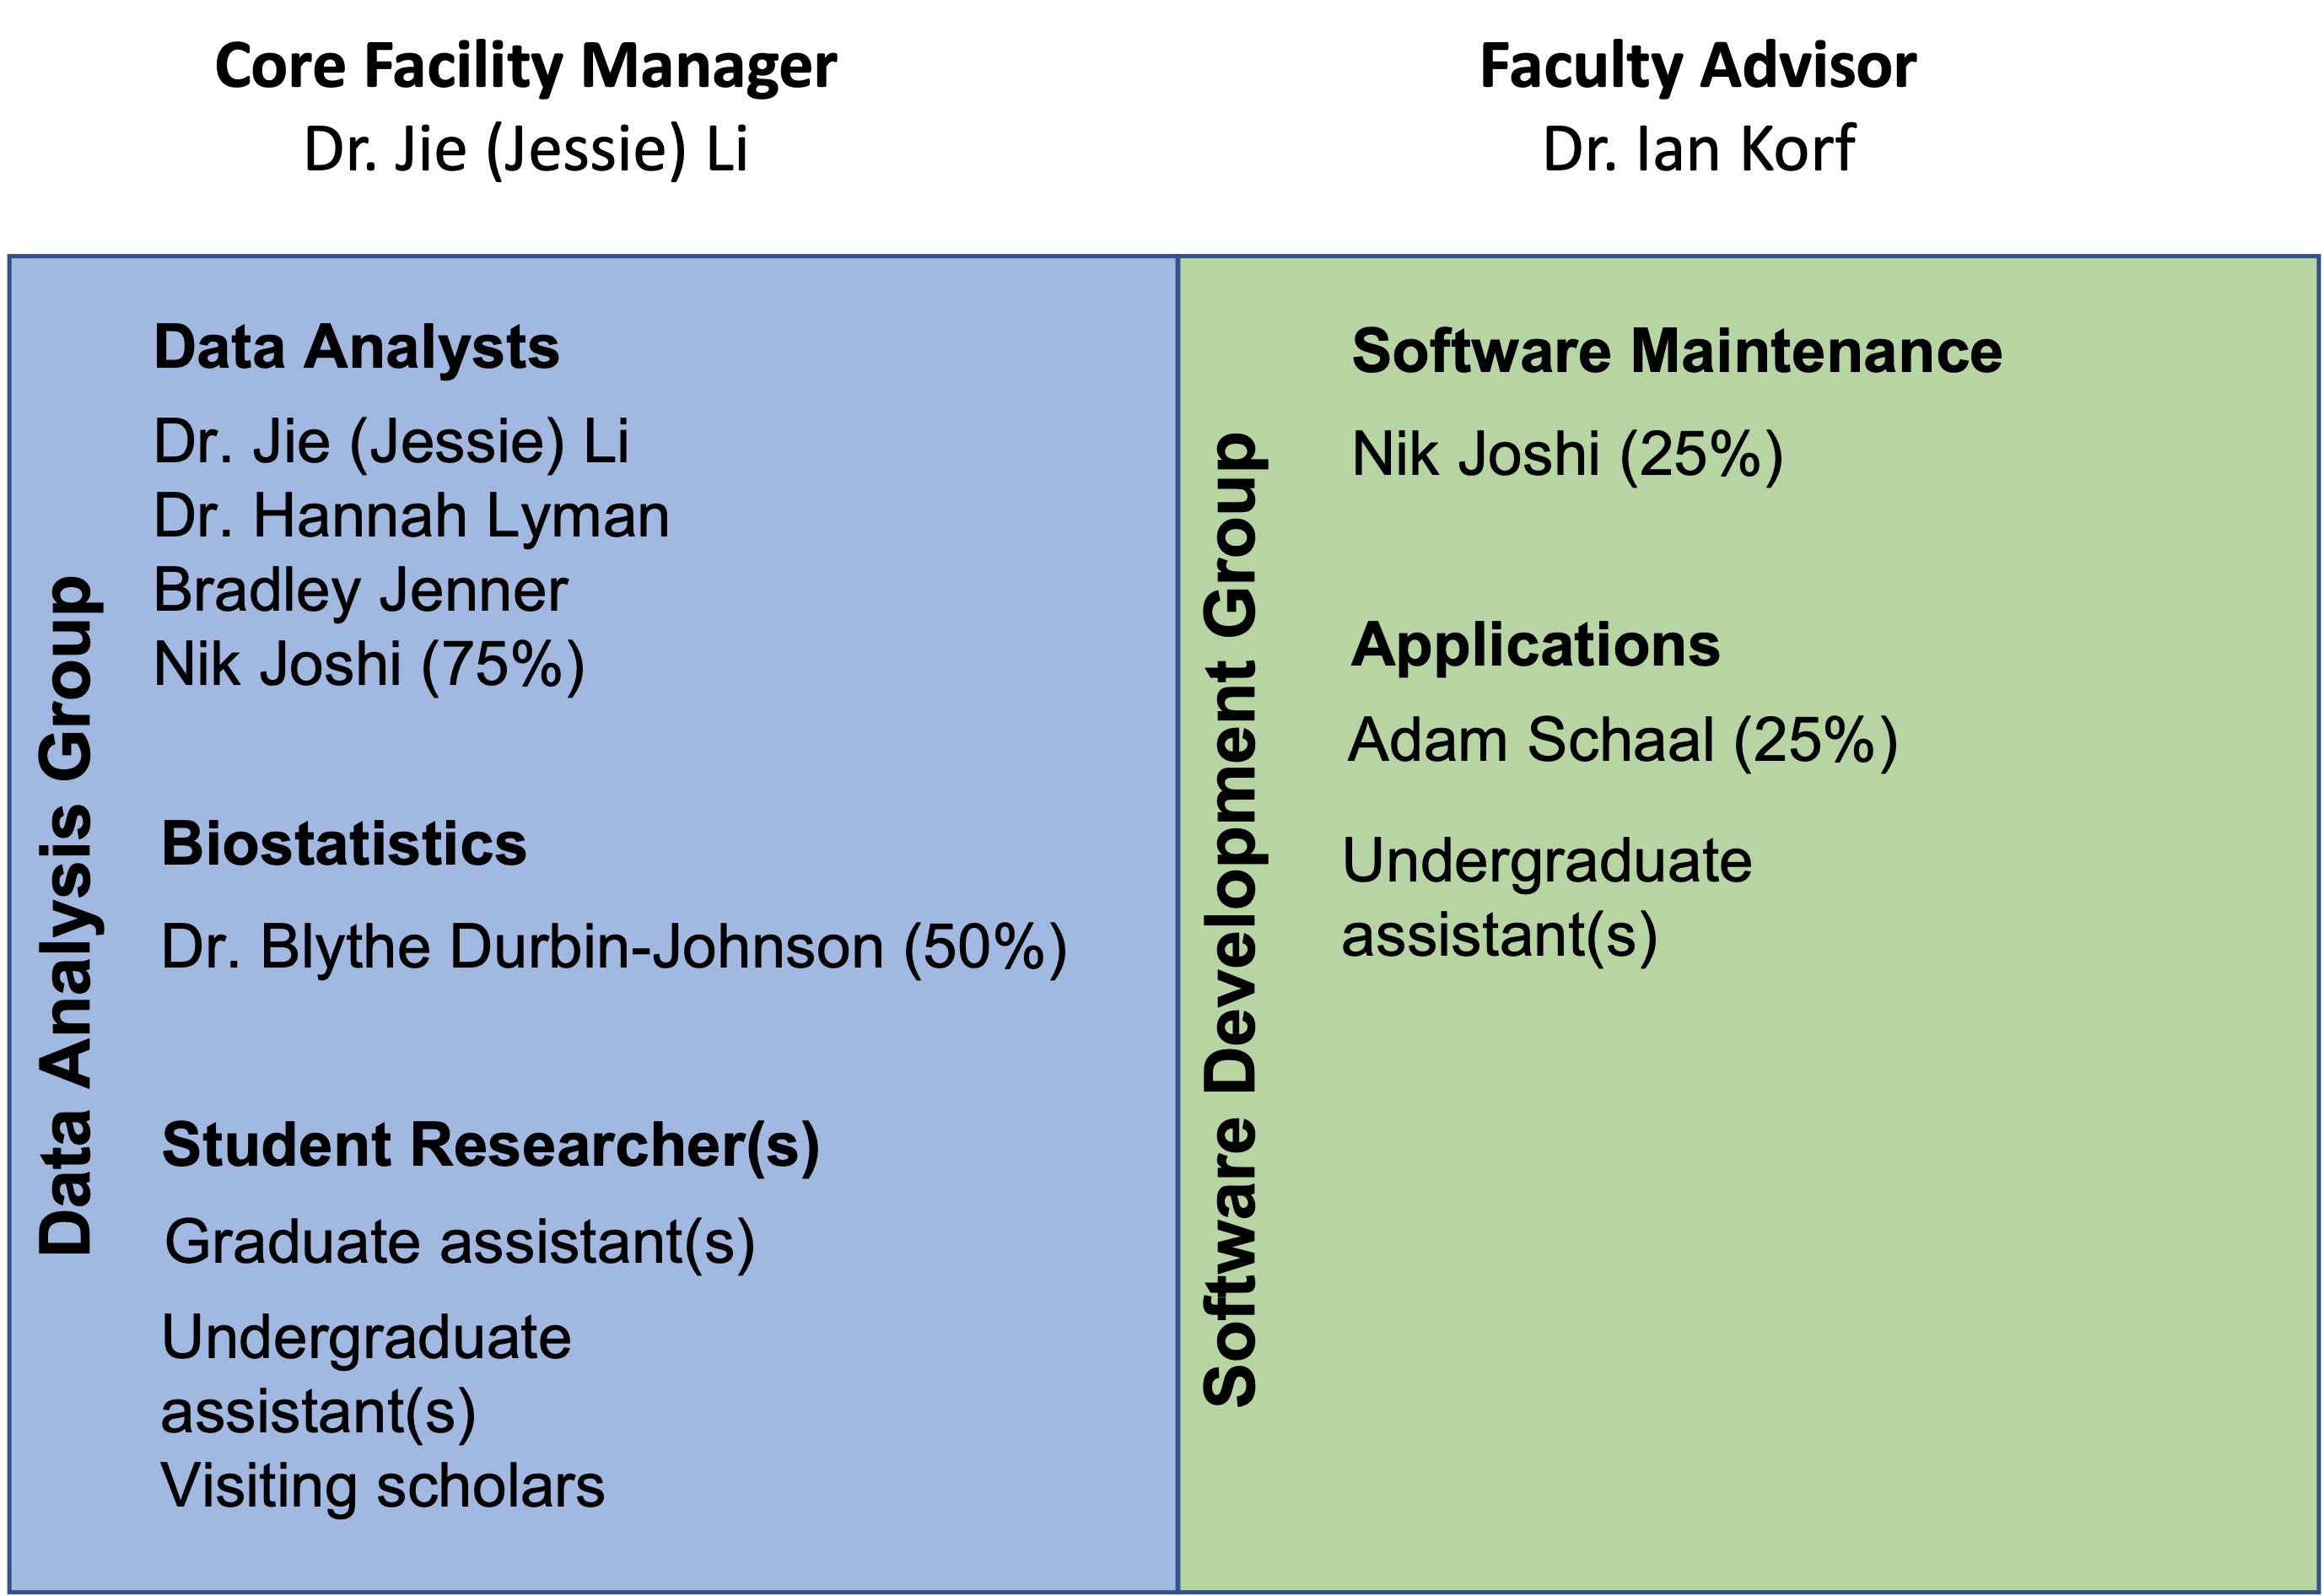 Core Facility Manager
Dr. Jie (Jessie) Li
Faculty Advisor
Dr. Ian Korf
Data Analysis Group
Data Analysts
Dr. Jie (Jessie) Li
Dr. Hannah Lyman
Bradley Jenner
Nik Joshi (75%)
Biostatistics
Dr. Blythe Durbin-Johnson (50%)
Student Researcher(s)
Graduate assistant(s)
Undergraduate
assistant(s)
Visiting scholars
Software Development Group
Software Maintenance
Nik Joshi (25%)
Applications
Adam Schaal (25%)
Undergraduate
assistant(s)